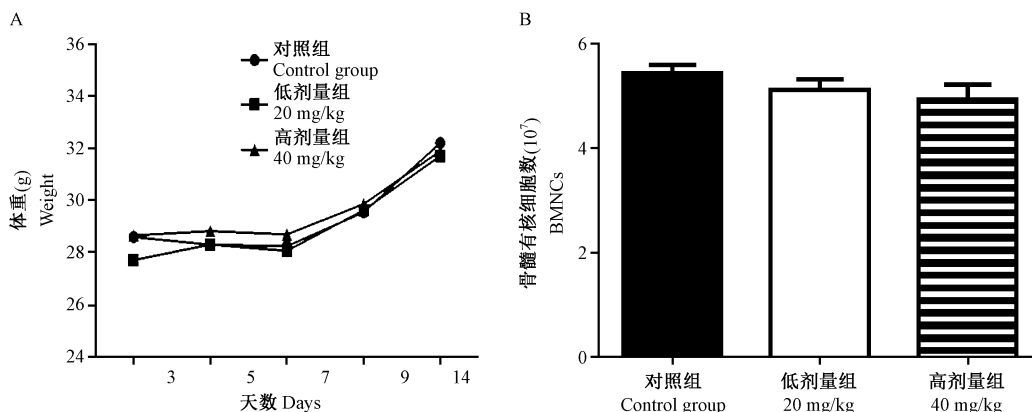 A
36
34
32
30
28
26
24
体重(g)
Weight
对照组
Control group
低剂量组
20 mg/kg
高剂量组
40 mg/kg
3 5 7 9 14
天数 Days
B
6
4
2
0
骨髓有核细胞数(10⁷)
BMNCs
对照组
Control group
低剂量组
20 mg/kg
高剂量组
40 mg/kg